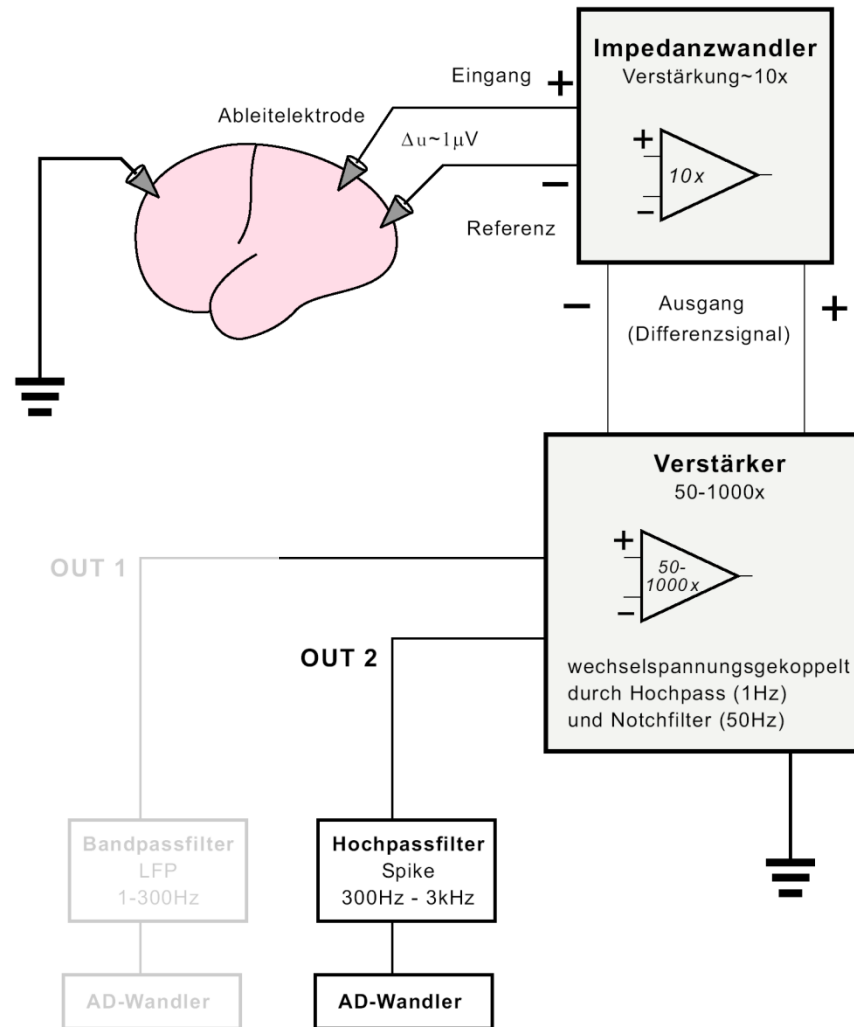 Impedanzwandler
Verstärkung~10x
Eingang
+
Ableitelektrode
Δu~1µV
+
10x
−
−
Referenz
−
Ausgang
(Differenzsignal)
+
Verstärker
50-1000x
+
50-
1000x
−
OUT 1
OUT 2
wechselspannungsgekoppelt
durch Hochpass (1Hz)
und Notchfilter (50Hz)
Bandpassfilter
LFP
1-300Hz
Hochpassfilter
Spike
300Hz - 3kHz
AD-Wandler
AD-Wandler